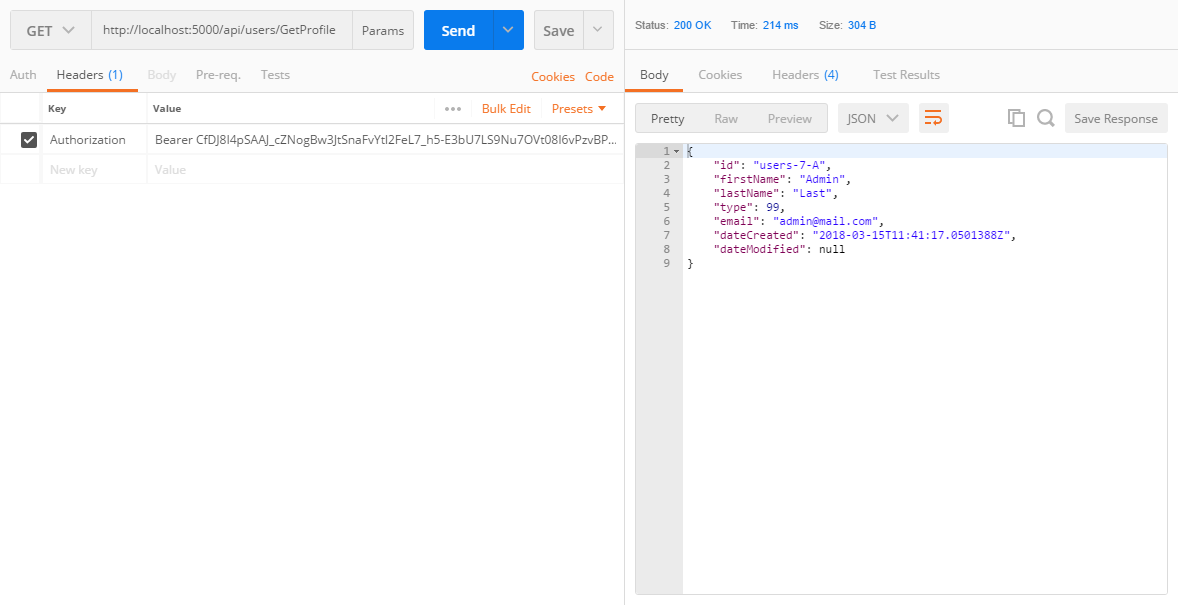 GET http://localhost:5000/api/users/GetProfile Params Send Save
Auth Headers (1) Body Pre-req. Tests Cookies Code
Key Value ••• Bulk Edit Presets
Authorization Bearer CfDJ8I4pSAAJ_cZNogBw3JtSnaFvYtI2FeL7_h5-E3bU7LS9Nu7OVt08I6vPzvBP...
New key Value
Status: 200 OK Time: 214 ms Size: 304 B
Body Cookies Headers (4) Test Results
Pretty Raw Preview JSON Save Response
1 {
2 "id": "users-7-A",
3 "firstName": "Admin",
4 "lastName": "Last",
5 "type": 99,
6 "email": "admin@mail.com",
7 "dateCreated": "2018-03-15T11:41:17.0501388Z",
8 "dateModified": null
9 }